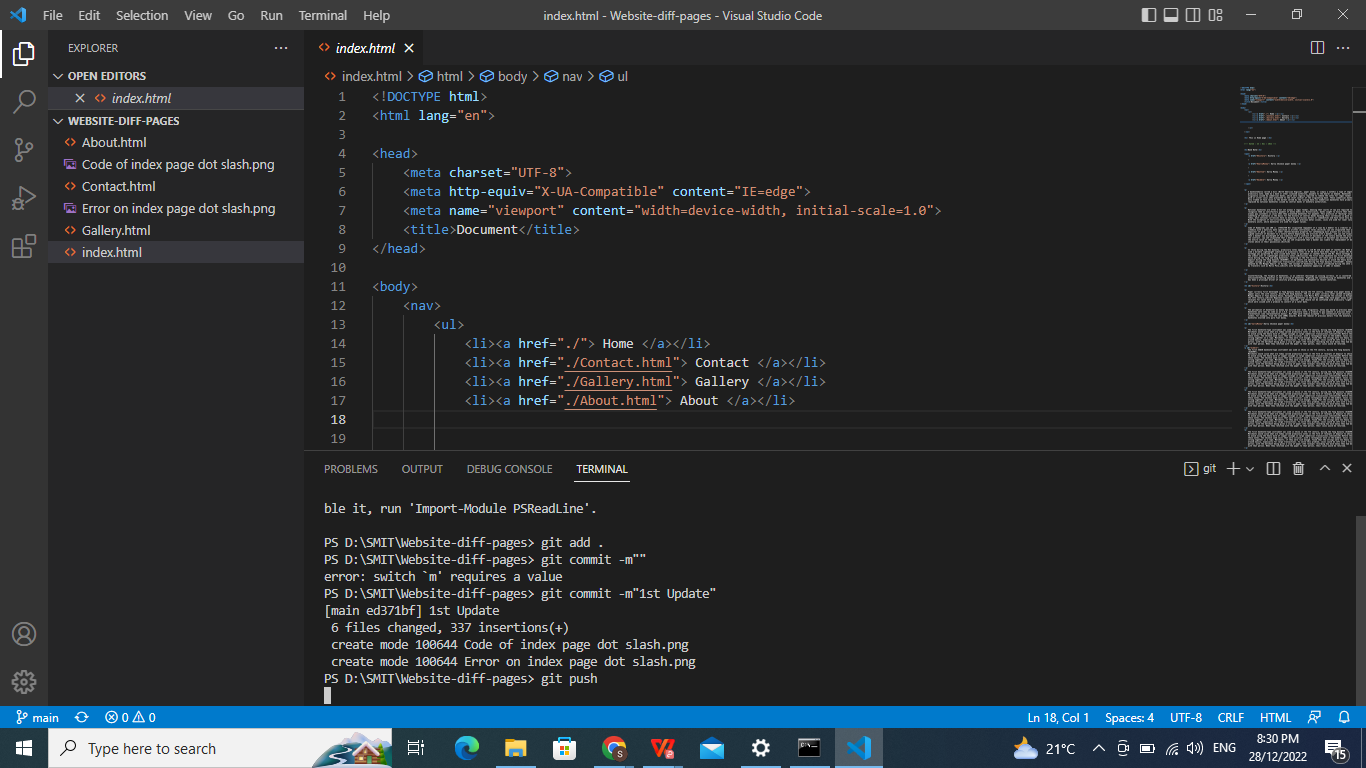 File Edit Selection View Go Run Terminal Help
index.html - Website-diff-pages - Visual Studio Code
EXPLORER
OPEN EDITORS
index.html
WEBSITE-DIFF-PAGES
About.html
Code of index page dot slash.png
Contact.html
Error on index page dot slash.png
Gallery.html
index.html
index.html
index.html > html > body > nav > ul
1 <!DOCTYPE html>
2 <html lang="en">
3
4 <head>
5 <meta charset="UTF-8">
6 <meta http-equiv="X-UA-Compatible" content="IE=edge">
7 <meta name="viewport" content="width=device-width, initial-scale=1.0">
8 <title>Document</title>
9 </head>
10
11 <body>
12 <nav>
13 <ul>
14 <li><a href="./"> Home </a></li>
15 <li><a href="./Contact.html"> Contact </a></li>
16 <li><a href="./Gallery.html"> Gallery </a></li>
17 <li><a href="./About.html"> About </a></li>
18
19
PROBLEMS OUTPUT DEBUG CONSOLE TERMINAL
git
ble it, run 'Import-Module PSReadLine'.
PS D:\SMIT\Website-diff-pages> git add .
PS D:\SMIT\Website-diff-pages> git commit -m""
error: switch `m' requires a value
PS D:\SMIT\Website-diff-pages> git commit -m"1st Update"
[main ed371bf] 1st Update
6 files changed, 337 insertions(+)
create mode 100644 Code of index page dot slash.png
create mode 100644 Error on index page dot slash.png
PS D:\SMIT\Website-diff-pages> git push
main
0 0
Ln 18, Col 1 Spaces: 4 UTF-8 CRLF HTML
Type here to search
21°C
ENG
8:30 PM
28/12/2022
15